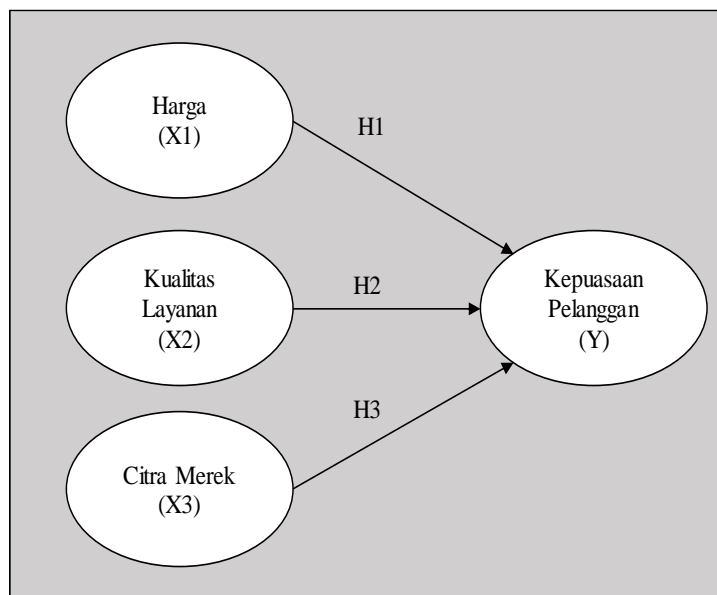 Harga
(X1)
H1
Kualitas
Layanan
(X2)
H2
Kepuasaan
Pelanggan
(Y)
H3
Citra Merek
(X3)